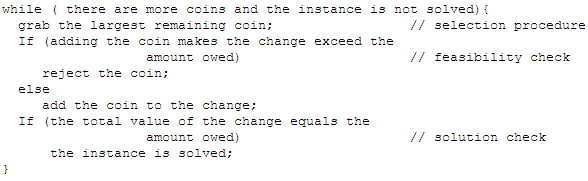 while ( there are more coins and the instance is not solved){
  grab the largest remaining coin;                  // selection procedure
  If (adding the coin makes the change exceed the
                  amount owed)                      // feasibility check
     reject the coin;
  else
     add the coin to the change;
  If (the total value of the change equals the
                  amount owed)                      // solution check
      the instance is solved;
}